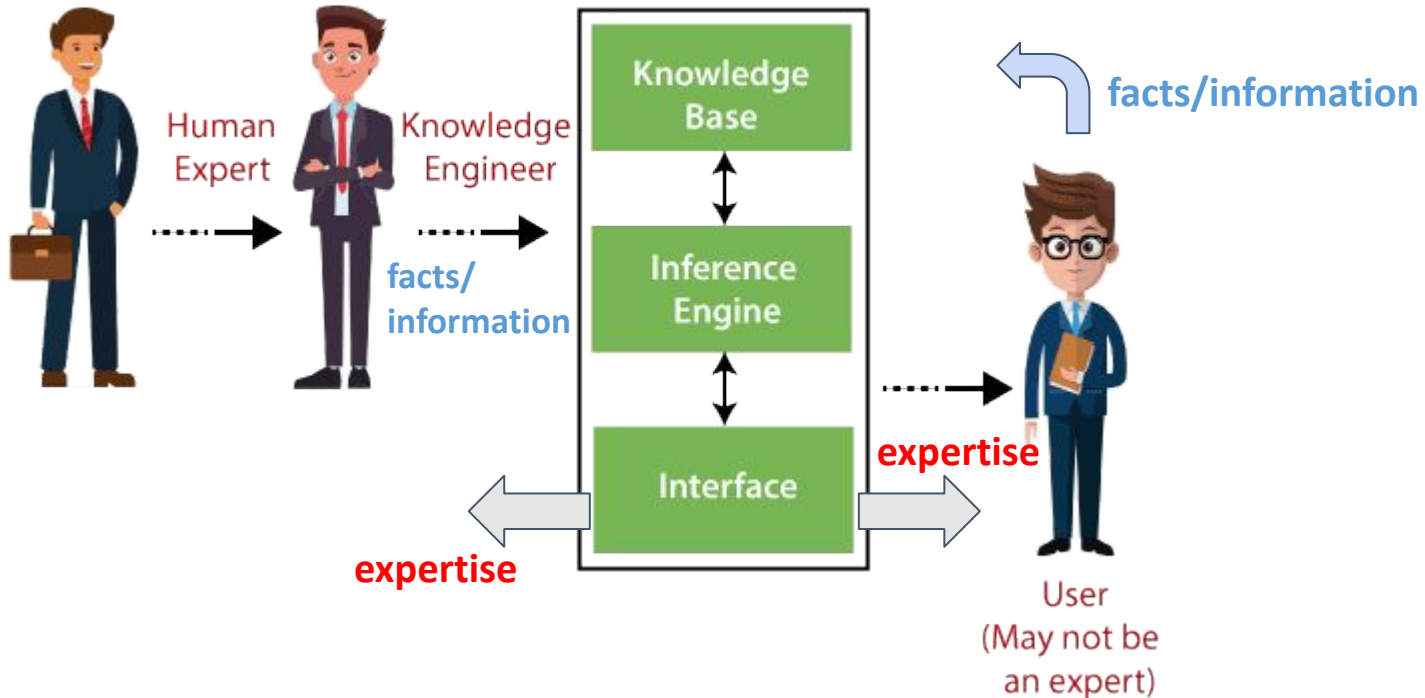 Human
Expert
Knowledge
Engineer
facts/
information
Knowledge
Base
Inference
Engine
Interface
facts/information
expertise
expertise
User
(May not be
an expert)